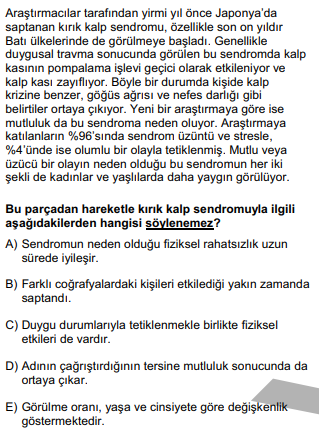 Araştırmacılar tarafından yirmi yıl önce Japonya'da
saptanan kırık kalp sendromu, özellikle son on yıldır
Batı ülkelerinde de görülmeye başladı. Genellikle
duygusal travma sonucunda görülen bu sendromda kalp
kasının pompalama işlevi geçici olarak etkileniyor ve
kalp kası zayıflıyor. Böyle bir durumda kişide kalp
krizine benzer, göğüs ağrısı ve nefes darlığı gibi
belirtiler ortaya çıkıyor. Yeni bir araştırmaya göre ise
mutluluk da bu sendroma neden oluyor. Araştırmaya
katılanların %96'sında sendrom üzüntü ve stresle,
%4'ünde ise olumlu bir olayla tetiklenmiş. Mutlu veya
üzücü bir olayın neden olduğu bu sendromun her iki
şekli de kadınlar ve yaşlılarda daha yaygın görülüyor.
Bu parçadan hareketle kırık kalp sendromuyla ilgili
aşağıdakilerden hangisi söylenemez?
A) Sendromun neden olduğu fiziksel rahatsızlık uzun
sürede iyileşir.
B) Farklı coğrafyalardaki kişileri etkilediği yakın zamanda
saptandı.
C) Duygu durumlarıyla tetiklenmekle birlikte fiziksel
etkileri de vardır.
D) Adının çağrıştırdığının tersine mutluluk sonucunda da
ortaya çıkar.
E) Görülme oranı, yaşa ve cinsiyete göre değişkenlik
göstermektedir.